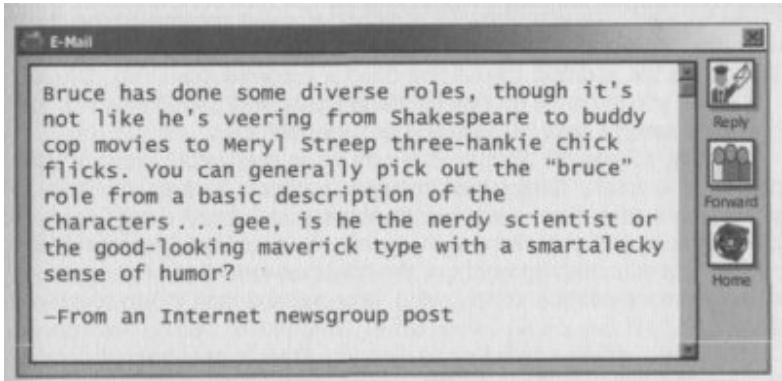 E-Mail
Bruce has done some diverse roles, though it's
not like he's veering from Shakespeare to buddy
cop movies to Meryl Streep three-hankie chick
flicks. You can generally pick out the "bruce"
role from a basic description of the
characters . . . gee, is he the nerdy scientist or
the good-looking maverick type with a smartalecky
sense of humor?
—From an Internet newsgroup post
Reply
Forward
Home